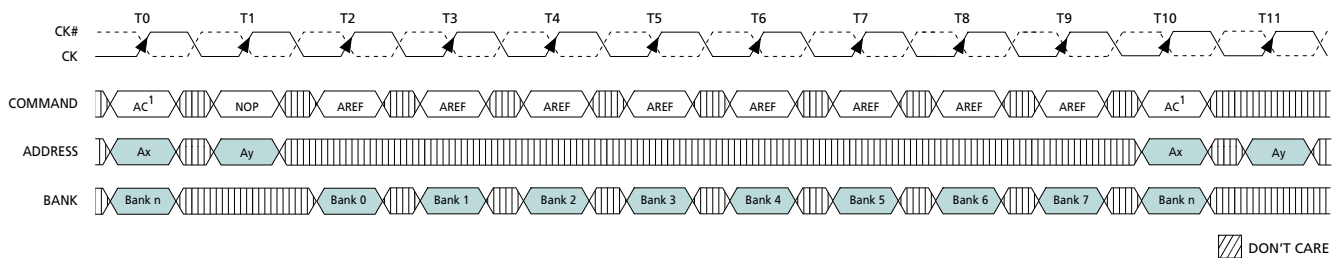 T0 T1 T2 T3 T4 T5 T6 T7 T8 T9 T10 T11
CK#
CK
COMMAND AC1 NOP AREF AREF AREF AREF AREF AREF AREF AREF AC1
ADDRESS Ax Ay Ax Ay
BANK Bank n Bank 0 Bank 1 Bank 2 Bank 3 Bank 4 Bank 5 Bank 6 Bank 7 Bank n
DON'T CARE